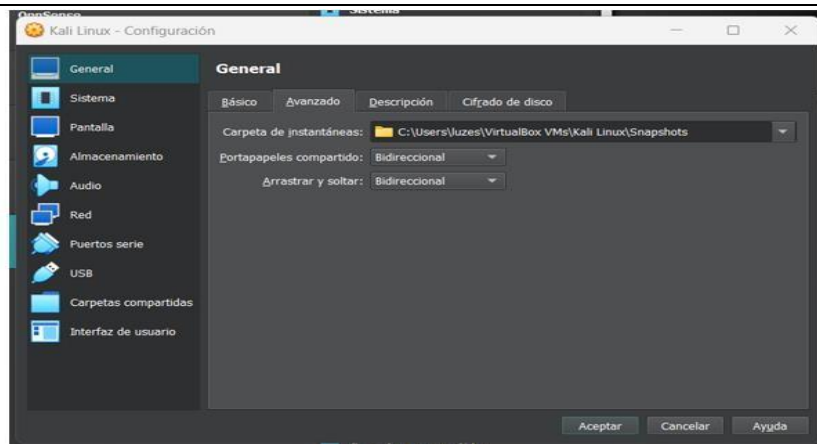 OpnSense
Sistema
Kali Linux - Configuración
General
Sistema
Pantalla
Almacenamiento
Audio
Red
Puertos serie
USB
Carpetas compartidas
Interfaz de usuario
General
Básico Avanzado Descripción Cifrado de disco
Carpeta de instantáneas: C:\Users\luzes\VirtualBox VMs\Kali Linux\Snapshots
Portapapeles compartido: Bidireccional
Arrastrar y soltar: Bidireccional
Aceptar Cancelar Ayuda